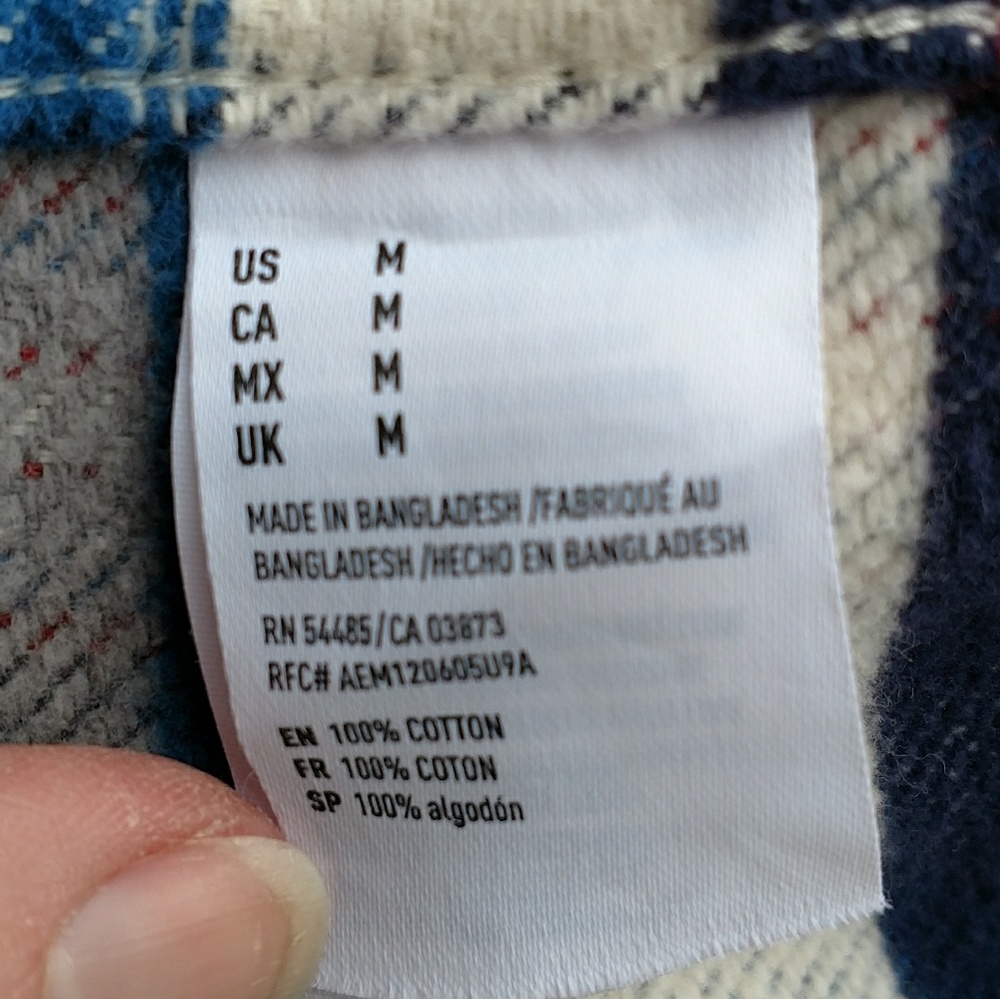 US M
CA M
MX M
UK M
MADE IN BANGLADESH /FABRIQUÉ AU
BANGLADESH /HECHO EN BANGLADESH
RN 54485/CA 03873
RFC# AEM120605U9A
EN 100% COTTON
FR 100% COTON
SP 100% algodón